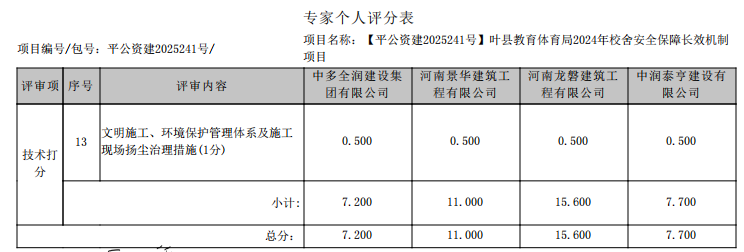 专家个人评分表
项目编号/包号: 平公资建2025241号/
项目名称: 【平公资建2025241号】叶县教育体育局2024年校舍安全保障长效机制
项目
评审项 序号 评审内容 中多全润建设集团有限公司 河南景华建筑工程有限公司 河南龙磐建筑工程有限公司 中润泰亨建设有限公司
技术打分 13 文明施工、环境保护管理体系及施工现场扬尘治理措施(1分) 0.500 0.500 0.500 0.500
小计: 7.200 11.000 15.600 7.700
总分: 7.200 11.000 15.600 7.700